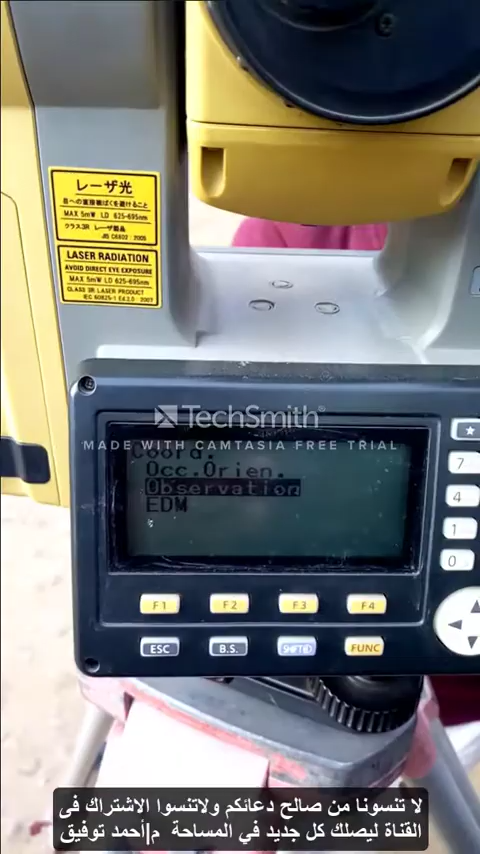 レーザ光
目への直接被ばくを避けること
MAX 5mW LD 625-695nm
クラス3R レーザ製品
JIS C6802 : 2005
LASER RADIATION
AVOID DIRECT EYE EXPOSURE
MAX 5mW LD 625-695nm
CLASS 3R LASER PRODUCT
IEC 60825-1 Ed.2.0 : 2007
TechSmith
MADE WITH CAMTASIA FREE TRIAL
Coord.
Occ.Orien.
Observation
EDM
★
7
4
1
0
F1 F2 F3 F4
ESC B.S. SHIFT FUNC
لا تنسونا من صالح دعائكم ولاتنسوا الاشتراك فى
القناة ليصلك كل جديد في المساحة م|أحمد توفيق